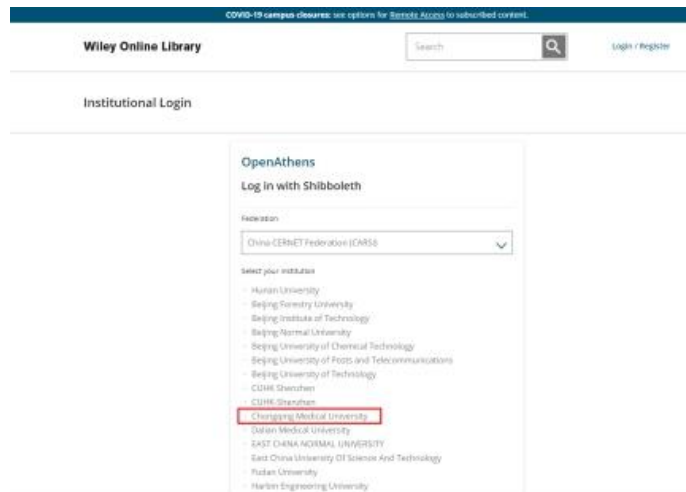 COVID-19 campus closures: see options for Remote Access to subscribed content.
Wiley Online Library
Search
Login / Register
Institutional Login
OpenAthens
Log in with Shibboleth
Federation
China CERNET Federation (CARSI)
Select your institution
Hunan University
Beijing Forestry University
Beijing Institute of Technology
Beijing Normal University
Beijing University of Chemical Technology
Beijing University of Posts and Telecommunications
Beijing University of Technology
CUHK Shenzhen
CUHK-Shenzhen
Chongqing Medical University
Dalian Medical University
EAST CHINA NORMAL UNIVERSITY
East China University Of Science And Technology
Fudan University
Harbin Engineering University